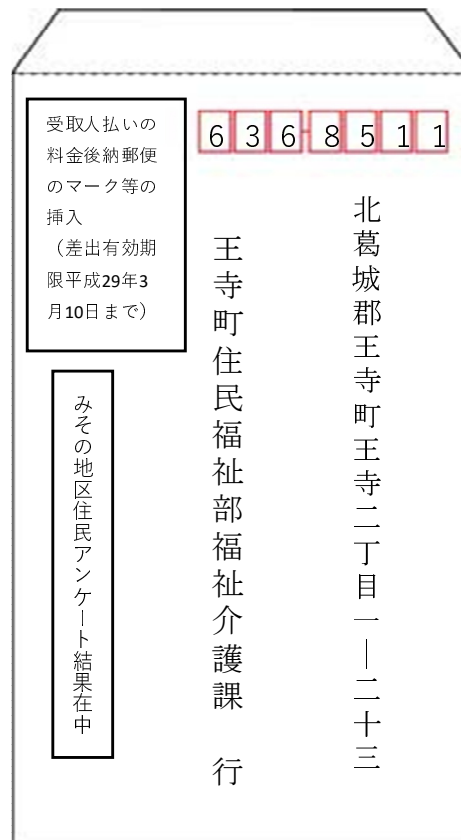 受取人払いの
料金後納郵便
のマーク等の
挿入
（差出有効期
限平成29年3
月10日まで）
636-8511
北葛城郡王寺町王寺二丁目一―二十三
王寺町住民福祉部福祉介護課　行
みその地区住民アンケート結果在中